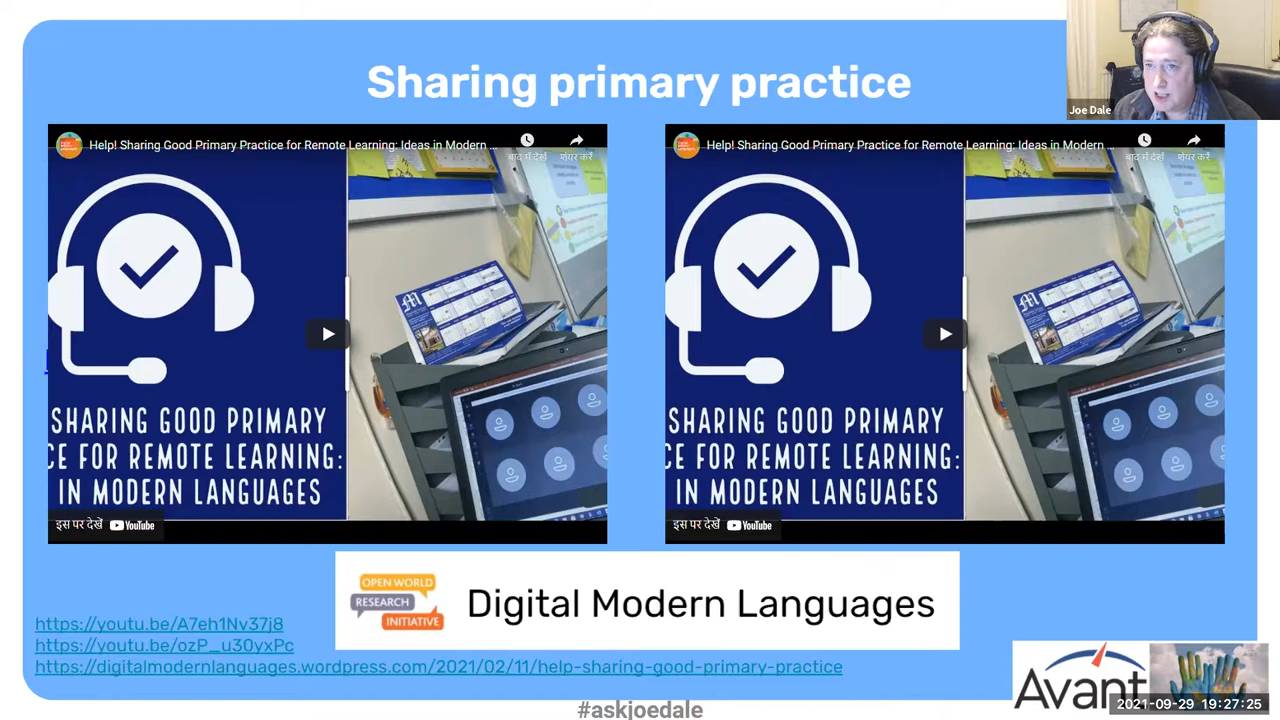 Sharing primary practice
Joe Dale
Help! Sharing Good Primary Practice for Remote Learning: Ideas in Modern ...
बाद में देखें
शेयर करें
SHARING GOOD PRIMARY
CE FOR REMOTE LEARNING:
IN MODERN LANGUAGES
M
इस पर देखें YouTube
Help! Sharing Good Primary Practice for Remote Learning: Ideas in Modern ...
बाद में देखें
शेयर करें
SHARING GOOD PRIMARY
CE FOR REMOTE LEARNING:
IN MODERN LANGUAGES
M
इस पर देखें YouTube
OPEN WORLD
RESEARCH
INITIATIVE
Digital Modern Languages
https://youtu.be/A7eh1Nv37j8
https://youtu.be/ozP_u30yxPc
https://digitalmodernlanguages.wordpress.com/2021/02/11/help-sharing-good-primary-practice
Avant
2021-09-29 19:27:25
#askjoedale